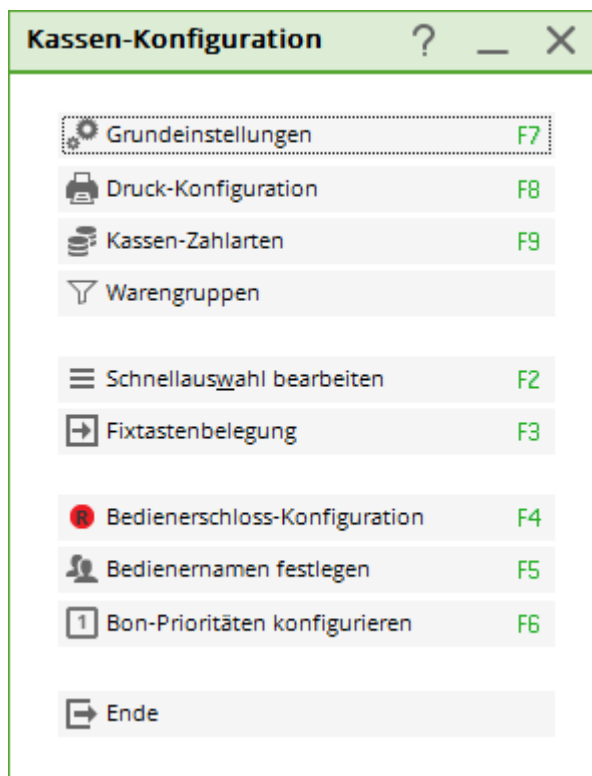 Kassen-Konfiguration ?
Grundeinstellungen F7
Druck-Konfiguration F8
Kassen-Zahlarten F9
Warengruppen
Schnellauswahl bearbeiten F2
Fixtastenbelegung F3
R Bedienerschloss-Konfiguration F4
Bedienernamen festlegen F5
1 Bon-Prioritäten konfigurieren F6
Ende